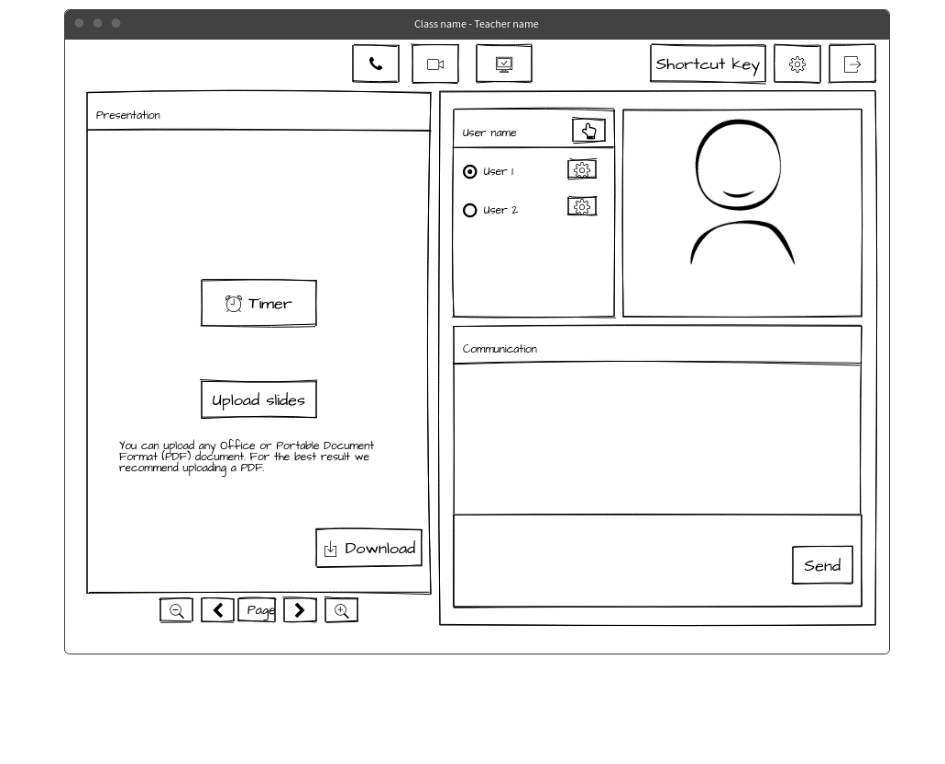 Class name - Teacher name
Shortcut key
Presentation
Timer
Upload slides
You can upload any Office or Portable Document
Format (PDF) document. For the best result we
recommend uploading a PDF.
Download
Page
User name
User 1
User 2
Communication
Send